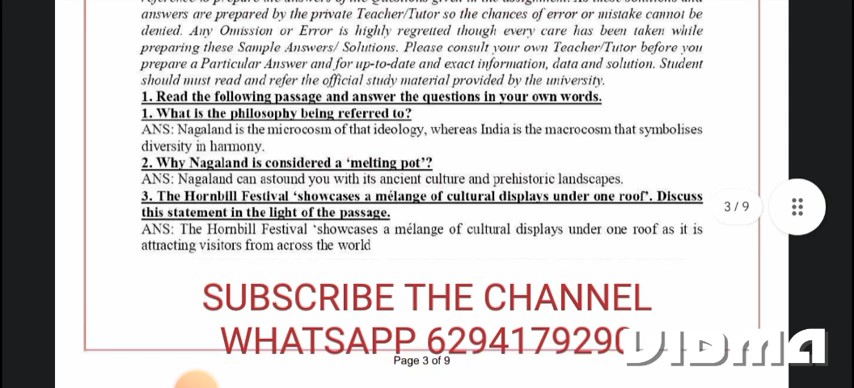 answers are prepared by the private Teacher/Tutor so the chances of error or mistake cannot be
denied. Any Omission or Error is highly regretted though every care has been taken while
preparing these Sample Answers/ Solutions. Please consult your own Teacher/Tutor before you
prepare a Particular Answer and for up-to-date and exact information, data and solution. Student
should must read and refer the official study material provided by the university.
1. Read the following passage and answer the questions in your own words.
1. What is the philosophy being referred to?
ANS: Nagaland is the microcosm of that ideology, whereas India is the macrocosm that symbolises
diversity in harmony.
2. Why Nagaland is considered a ‘melting pot’?
ANS: Nagaland can astound you with its ancient culture and prehistoric landscapes.
3. The Hornbill Festival ‘showcases a mélange of cultural displays under one roof’. Discuss
this statement in the light of the passage.
3 / 9
ANS: The Hornbill Festival ‘showcases a mélange of cultural displays under one roof as it is
attracting visitors from across the world
SUBSCRIBE THE CHANNEL
WHATSAPP 629417929
Page 3 of 9